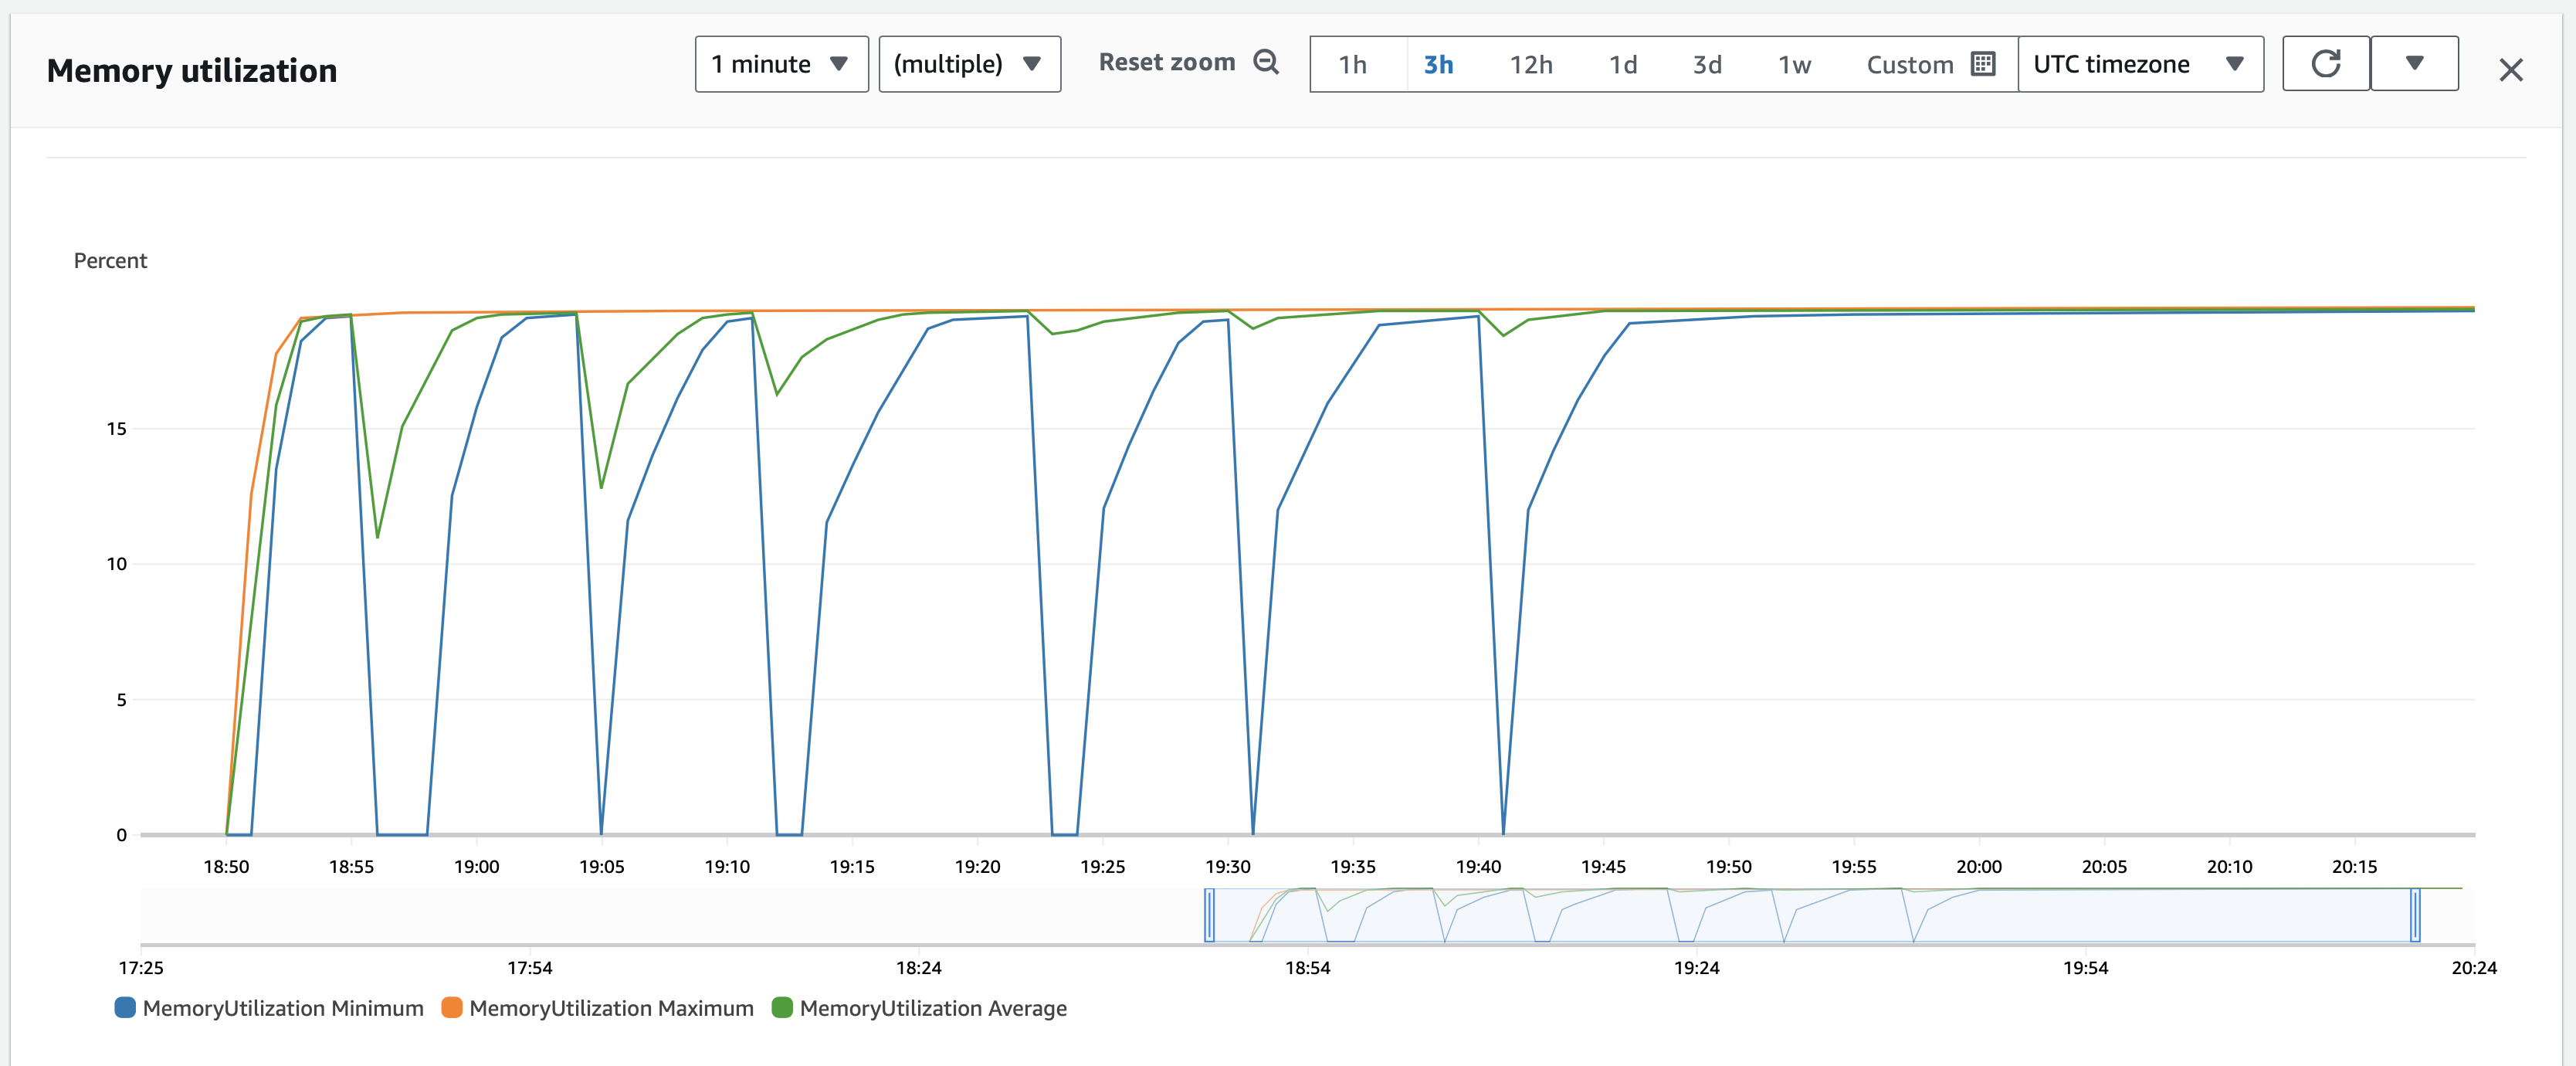 Memory utilization
1 minute
(multiple)
Reset zoom
1h 3h 12h 1d 3d 1w Custom
UTC timezone
Percent
15
10
5
0
18:50 18:55 19:00 19:05 19:10 19:15 19:20 19:25 19:30 19:35 19:40 19:45 19:50 19:55 20:00 20:05 20:10 20:15
17:25 17:54 18:24 18:54 19:24 19:54 20:24
MemoryUtilization Minimum MemoryUtilization Maximum MemoryUtilization Average